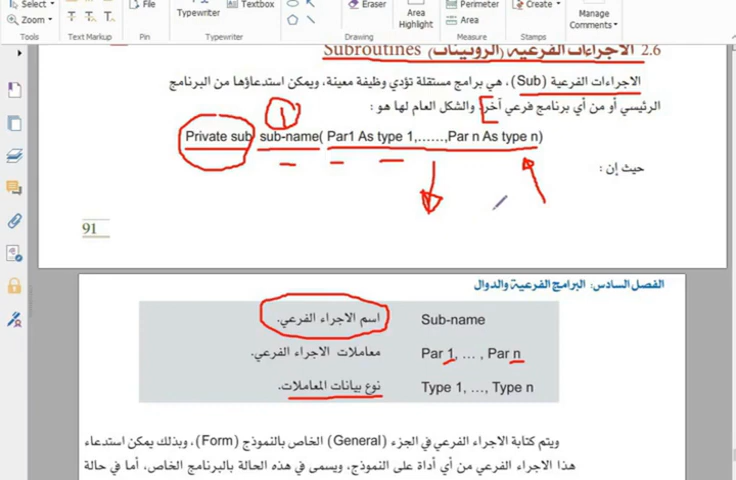 Select
Zoom
Tools
Text Markup
Pin
Typewriter
Typewriter
File
Textbox
Drawing
Eraser
Area
Highlight
Perimeter
Area
Measure
Create
Stamps
Manage
Comments
2.6 الاجراءات الفرعية (الروتينات) Subroutines
الاجراءات الفرعية (Sub)، هي برامج مستقلة تؤدي وظيفة معينة، ويمكن استدعاؤها من البرنامج
الرئيسي أو من أي برنامج فرعي آخر، والشكل العام لها هو:
1
Private sub sub-name( Par1 As type 1,......,Par n As type n)
حيث إن:
91
الفصل السادس: البرامج الفرعية والدوال
Sub-name اسم الاجراء الفرعي.
Par 1, ... , Par n معاملات الاجراء الفرعي.
Type 1, ..., Type n نوع بيانات المعاملات.
ويتم كتابة الاجراء الفرعي في الجزء (General) الخاص بالنموذج (Form)، وبذلك يمكن استدعاء
هذا الاجراء الفرعي من أي أداة على النموذج، ويسمى في هذه الحالة بالبرنامج الخاص، أما في حالة